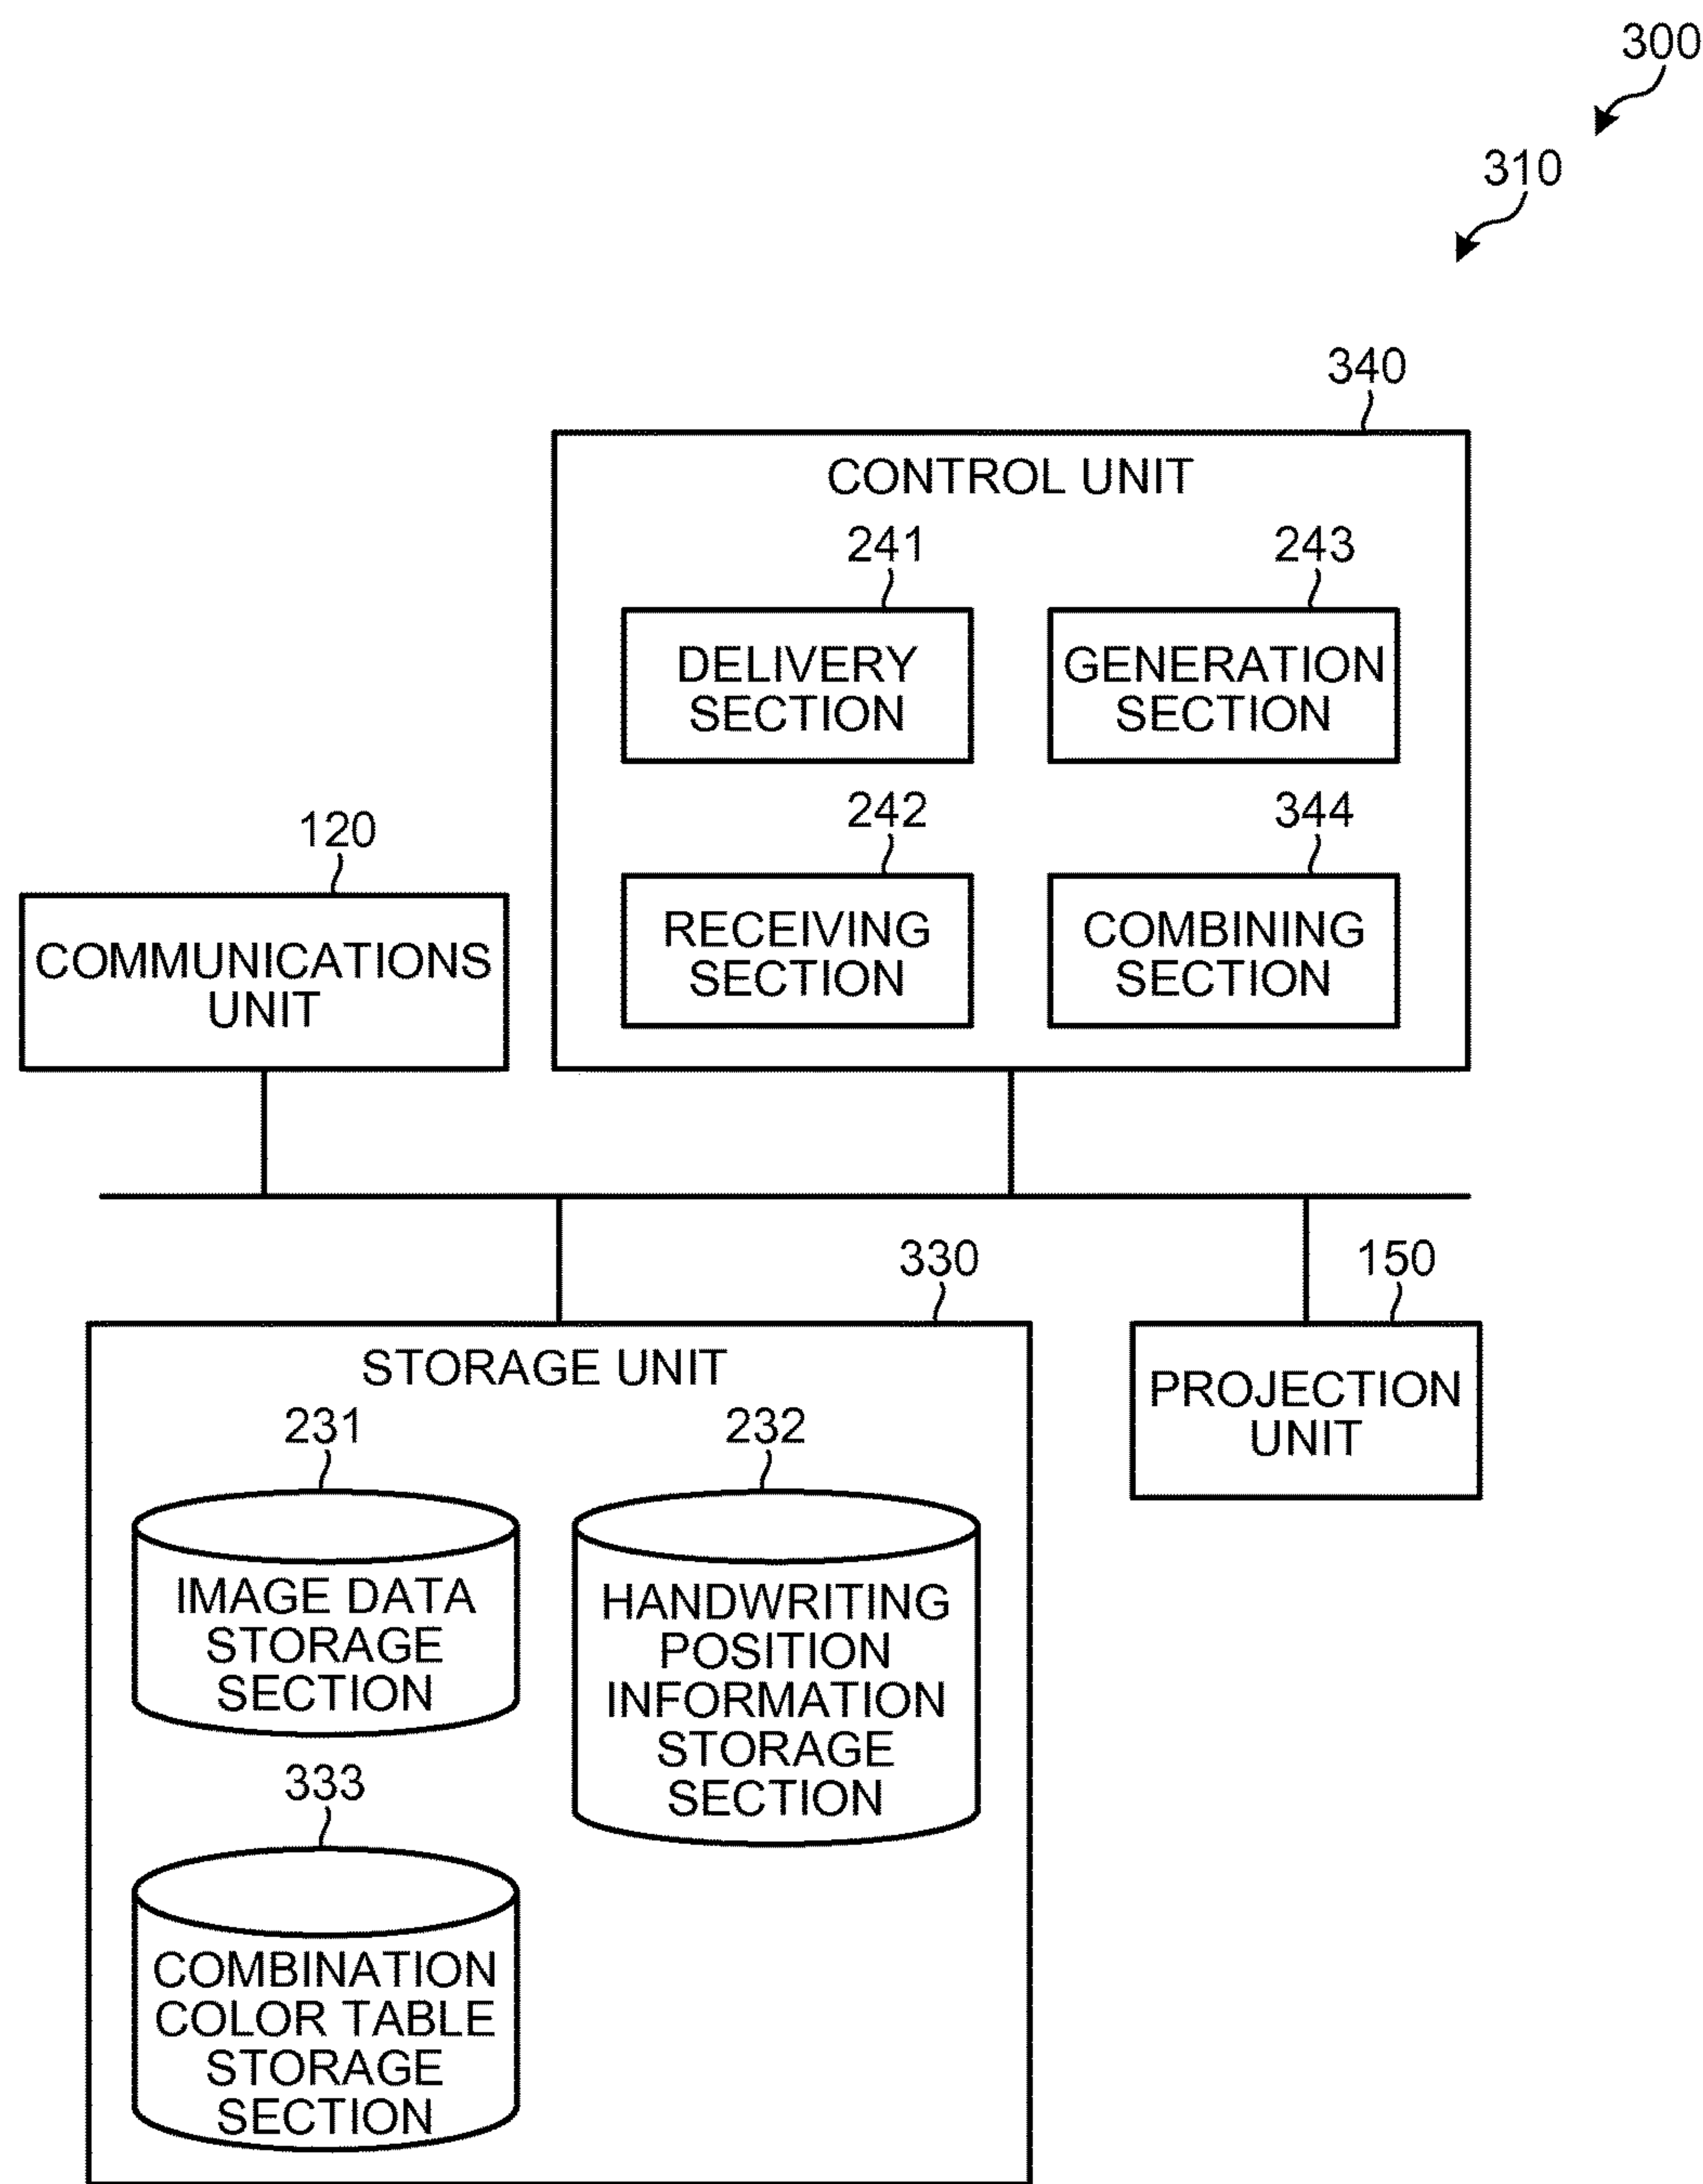 300
310
340
CONTROL UNIT
241
243
DELIVERY
SECTION
GENERATION
SECTION
242
344
RECEIVING
SECTION
COMBINING
SECTION
120
COMMUNICATIONS
UNIT
330
STORAGE UNIT
231
232
IMAGE DATA
STORAGE
SECTION
HANDWRITING
POSITION
INFORMATION
STORAGE
SECTION
333
COMBINATION
COLOR TABLE
STORAGE
SECTION
150
PROJECTION
UNIT